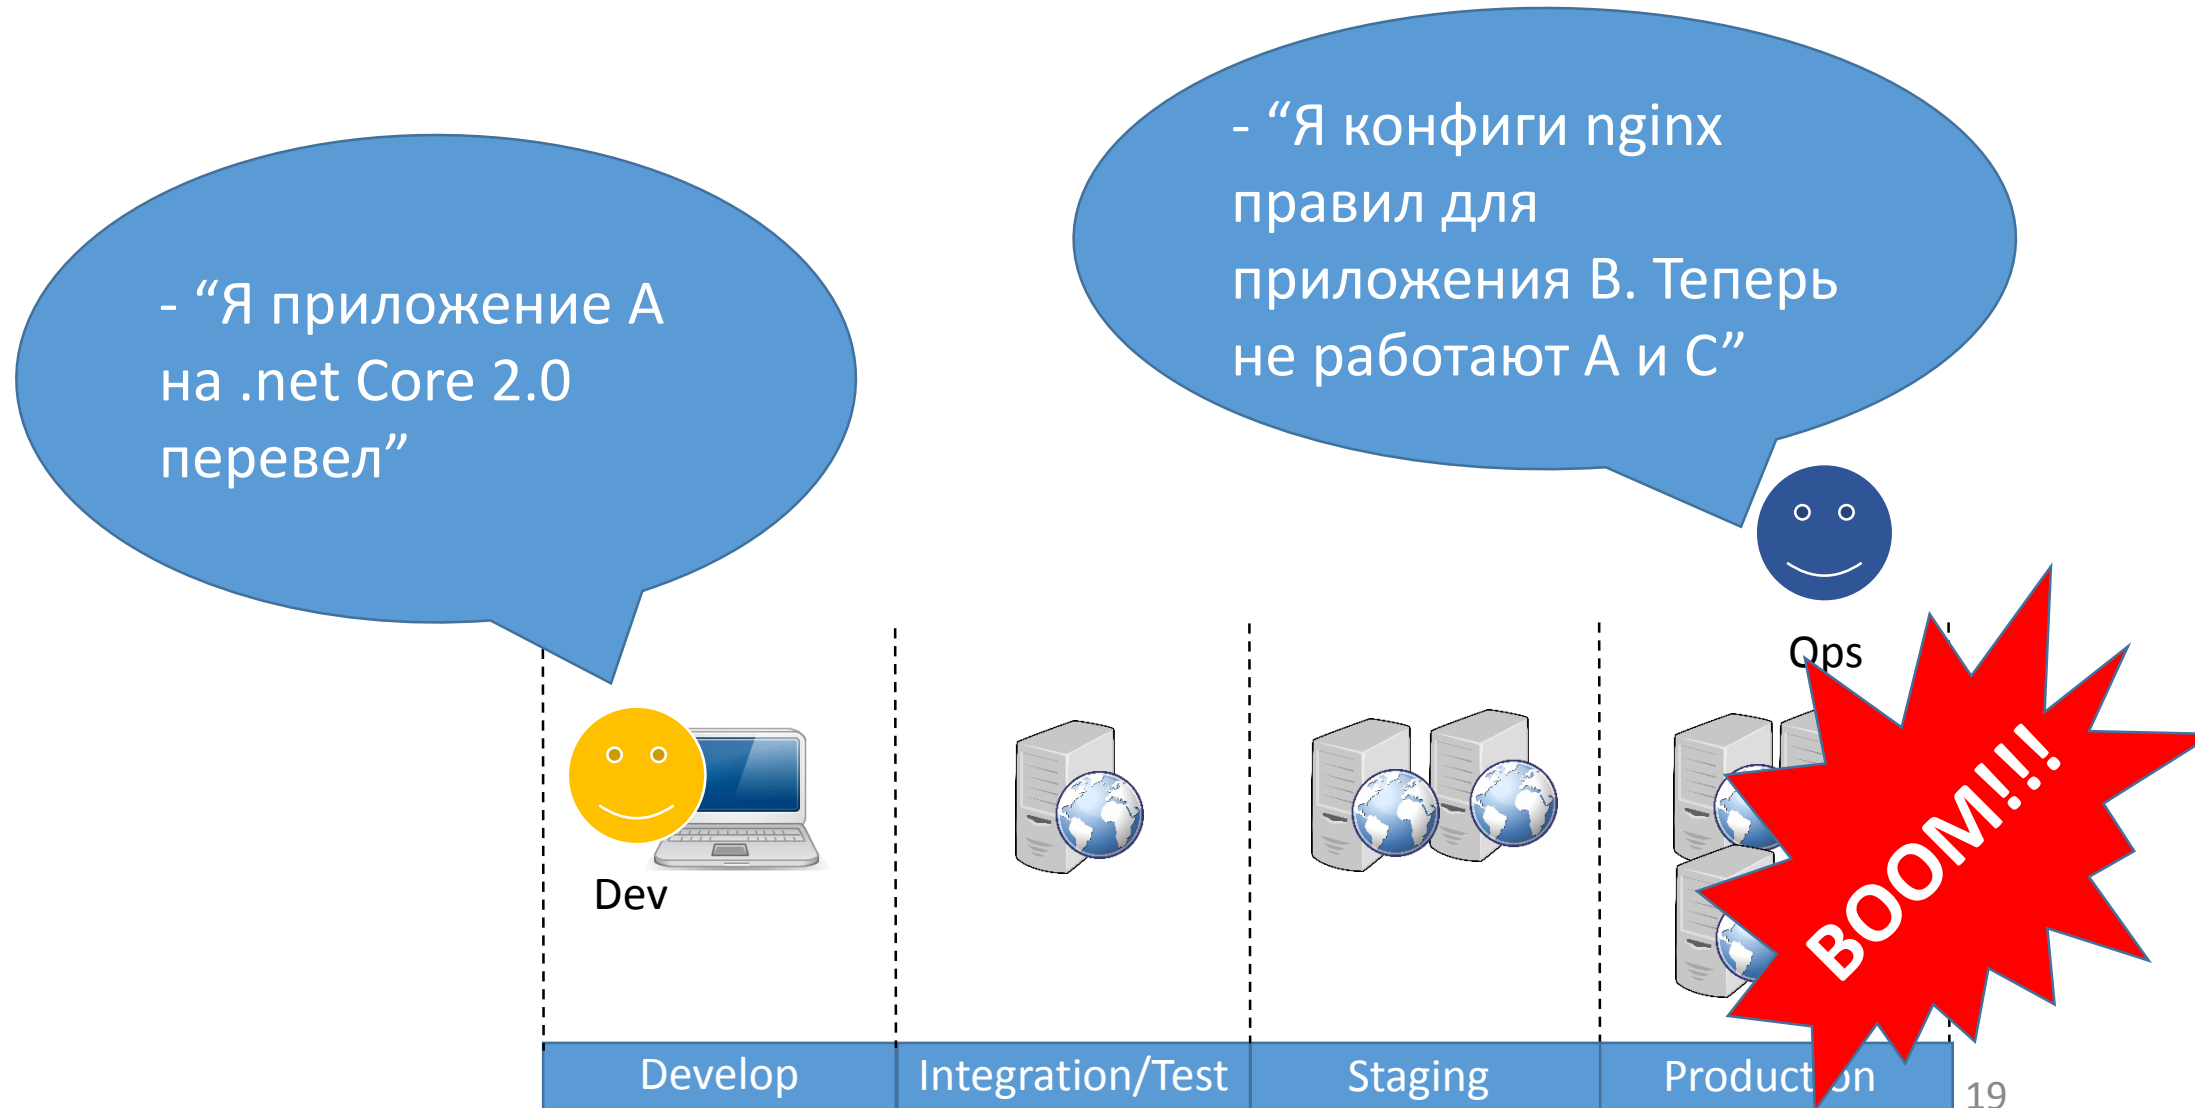 - “Я приложение А
на .net Core 2.0
перевел”
- “Я конфиги nginx
правил для
приложения В. Теперь
не работают А и С”
Ops
Dev
BOOM!!!
Develop
Integration/Test
Staging
Production
19